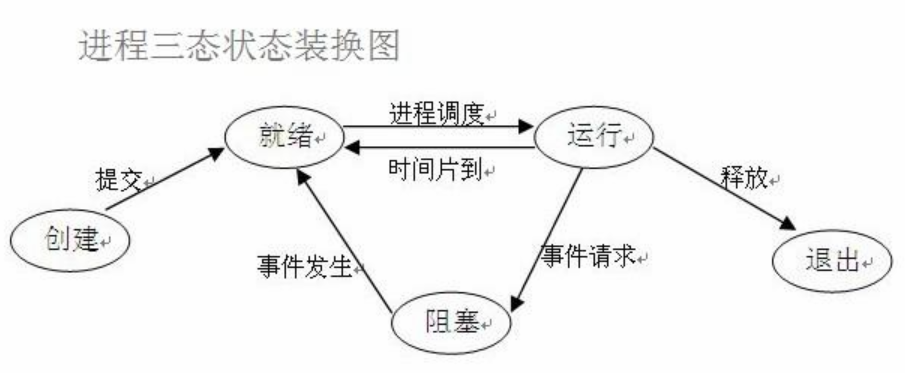 进程三态状态装换图
进程调度
就绪
运行
时间片到
提交
释放
创建
事件发生
事件请求
退出
阻塞